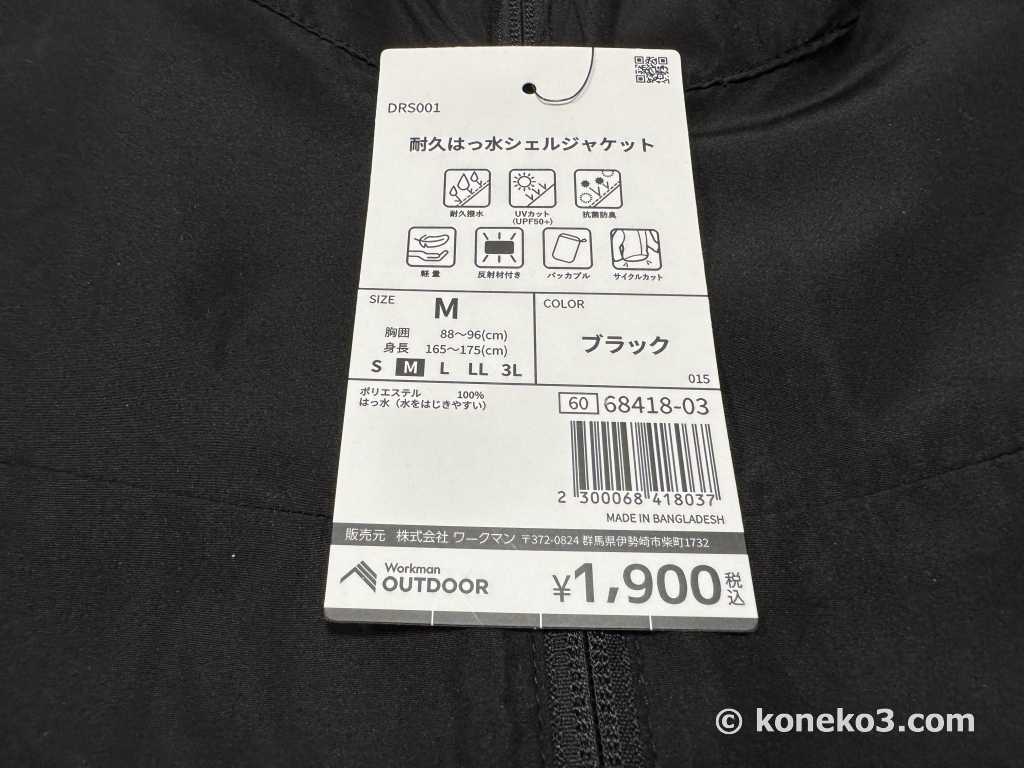 DRS001
耐久はっ水シェルジャケット
耐久撥水 UVカット 抗菌防臭
(UPF50+)
軽量 反射材付き パッカブル サイクルカット
SIZE M COLOR
胸囲 88～96(cm)
身長 165～175(cm)
ブラック
S M L LL 3L
015
ポリエステル 100%
はっ水（水をはじきやすい）
60 68418-03
2 300068 418037
MADE IN BANGLADESH
販売元 株式会社 ワークマン 〒372-0824 群馬県伊勢崎市柴町1732
Workman
OUTDOOR
¥1,900 税込
© koneko3.com